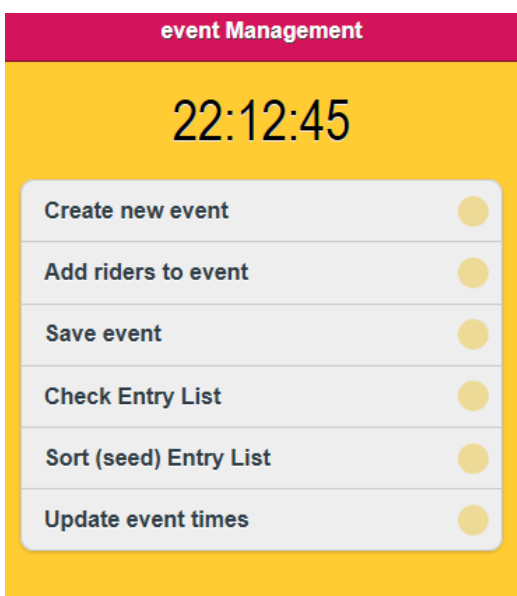 event Management
22:12:45
Create new event
Add riders to event
Save event
Check Entry List
Sort (seed) Entry List
Update event times